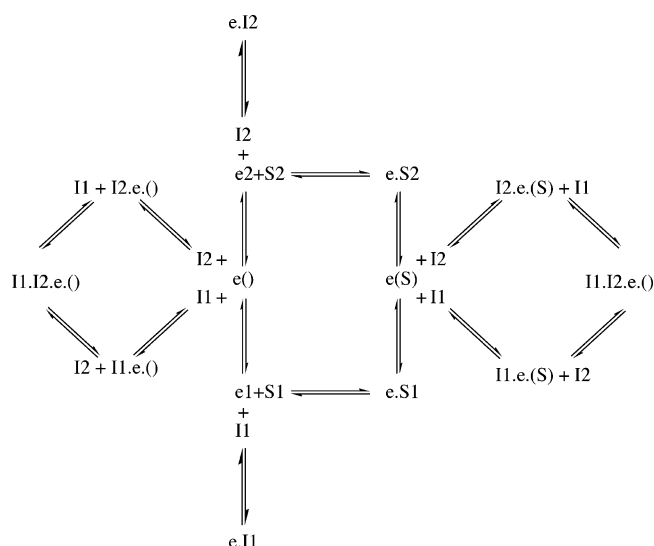 e.I2
I2
+
e2+S2
e.S2
I1 + I2.e.()
I2.e.(S) + I1
I2 +
+ I2
I1.I2.e.()
e()
e(S)
I1.I2.e.()
I1 +
+ I1
I2 + I1.e.()
I1.e.(S) + I2
e1+S1
e.S1
+
I1
e.I1